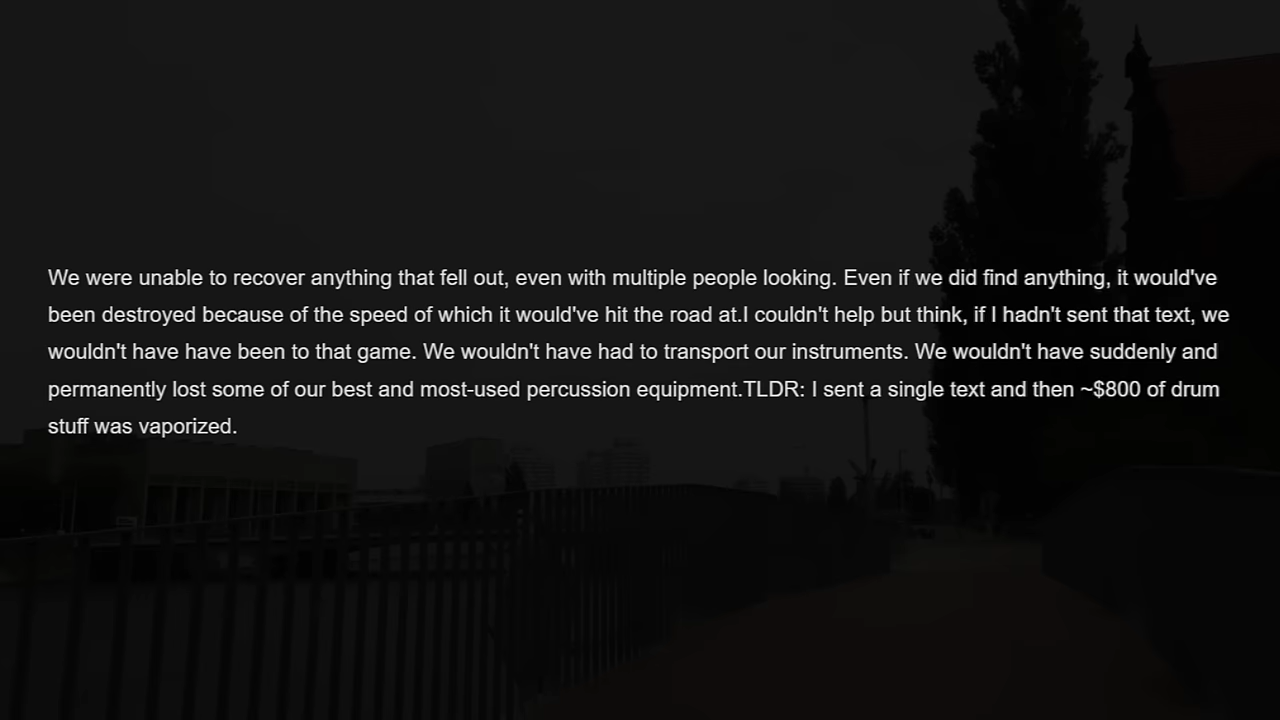 We were unable to recover anything that fell out, even with multiple people looking. Even if we did find anything, it would've
been destroyed because of the speed of which it would've hit the road at.I couldn't help but think, if I hadn't sent that text, we
wouldn't have have been to that game. We wouldn't have had to transport our instruments. We wouldn't have suddenly and
permanently lost some of our best and most-used percussion equipment.TLDR: I sent a single text and then ~$800 of drum
stuff was vaporized.